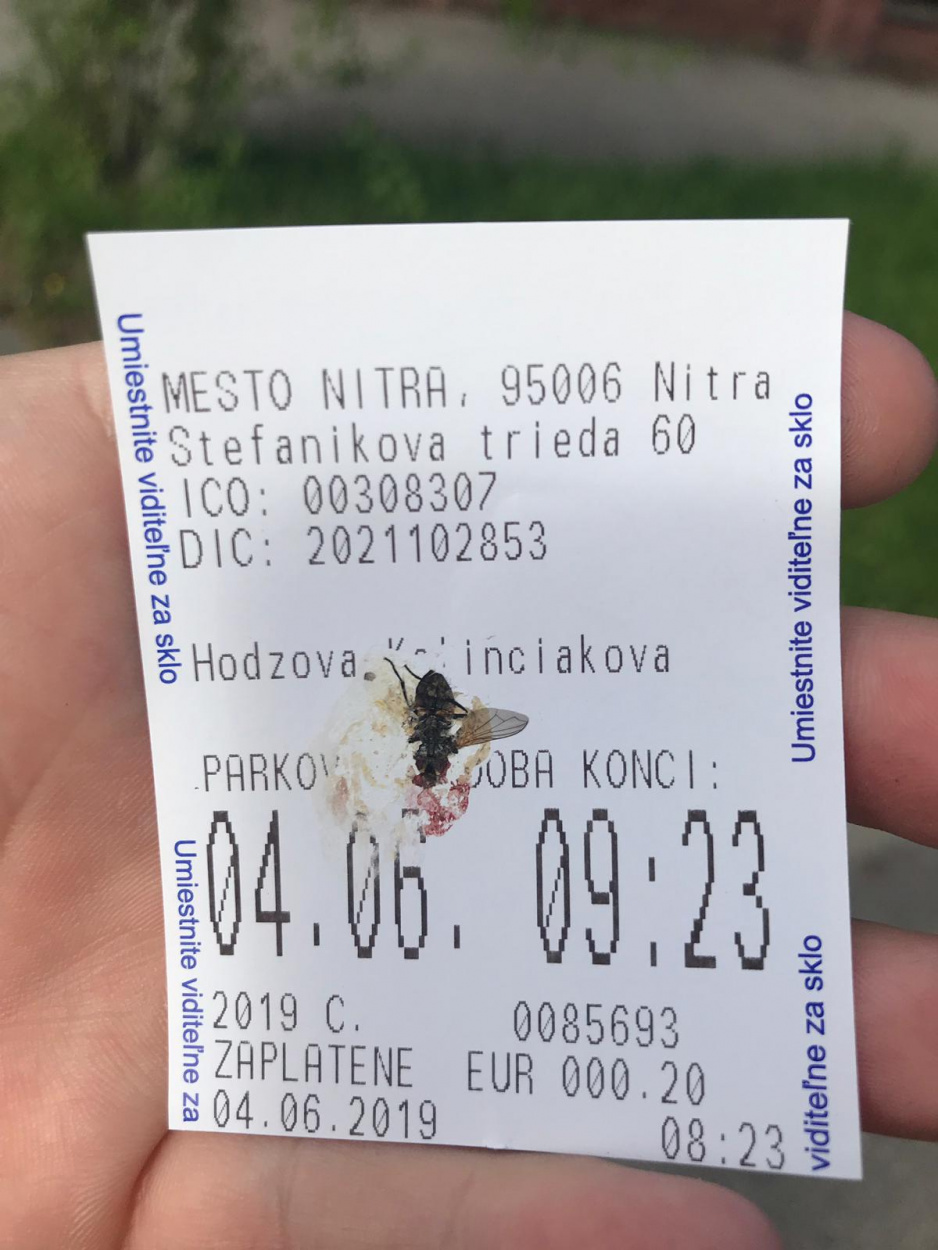 MESTO NITRA, 95006 Nitra
Stefanikova trieda 60
ICO: 00308307
DIC: 2021102853
Hodzova
DOBA KONCI:
04.06. 09:23
2019 C. 0085693
ZAPLATENE EUR 000.20
04.06.2019 08:23
Umiestnite viditeľne za sklo
Umiestnite viditeľne za
Umiestnite viditeľne za sklo
viditeľne za sklo